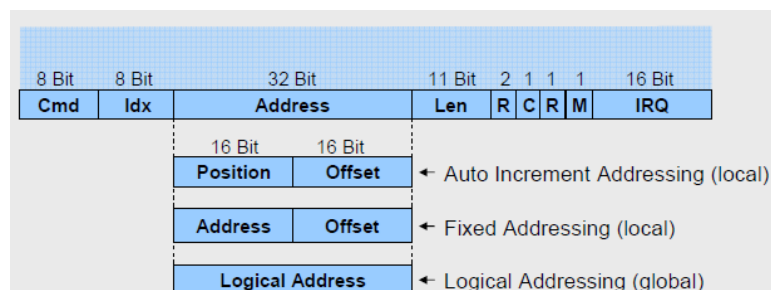 8 Bit 8 Bit 32 Bit 11 Bit 2 1 1 1 16 Bit
Cmd Idx Address Len R C R M IRQ
16 Bit 16 Bit
Position Offset ← Auto Increment Addressing (local)
Address Offset ← Fixed Addressing (local)
Logical Address ← Logical Addressing (global)